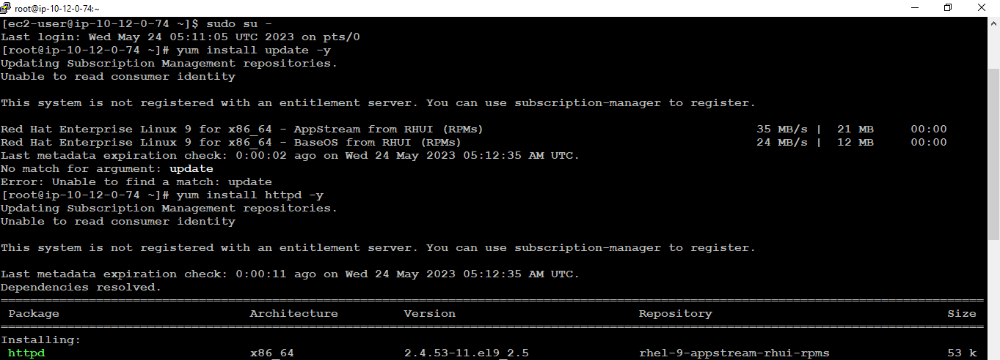 root@ip-10-12-0-74:~
[ec2-user@ip-10-12-0-74 ~]$ sudo su -
Last login: Wed May 24 05:11:05 UTC 2023 on pts/0
[root@ip-10-12-0-74 ~]# yum install update -y
Updating Subscription Management repositories.
Unable to read consumer identity
This system is not registered with an entitlement server. You can use subscription-manager to register.
Red Hat Enterprise Linux 9 for x86_64 - AppStream from RHUI (RPMs) 35 MB/s | 21 MB 00:00
Red Hat Enterprise Linux 9 for x86_64 - BaseOS from RHUI (RPMs) 24 MB/s | 12 MB 00:00
Last metadata expiration check: 0:00:02 ago on Wed 24 May 2023 05:12:35 AM UTC.
No match for argument: update
Error: Unable to find a match: update
[root@ip-10-12-0-74 ~]# yum install httpd -y
Updating Subscription Management repositories.
Unable to read consumer identity
This system is not registered with an entitlement server. You can use subscription-manager to register.
Last metadata expiration check: 0:00:11 ago on Wed 24 May 2023 05:12:35 AM UTC.
Dependencies resolved.
Package Architecture Version Repository Size
Installing:
httpd x86_64 2.4.53-11.el9_2.5 rhel-9-appstream-rhui-rpms 53 k